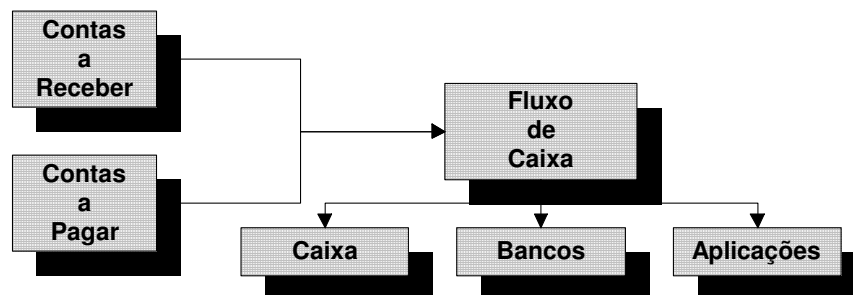 Contas
a
Receber
Fluxo
de
Caixa
Contas
a
Pagar
Caixa
Bancos
Aplicações